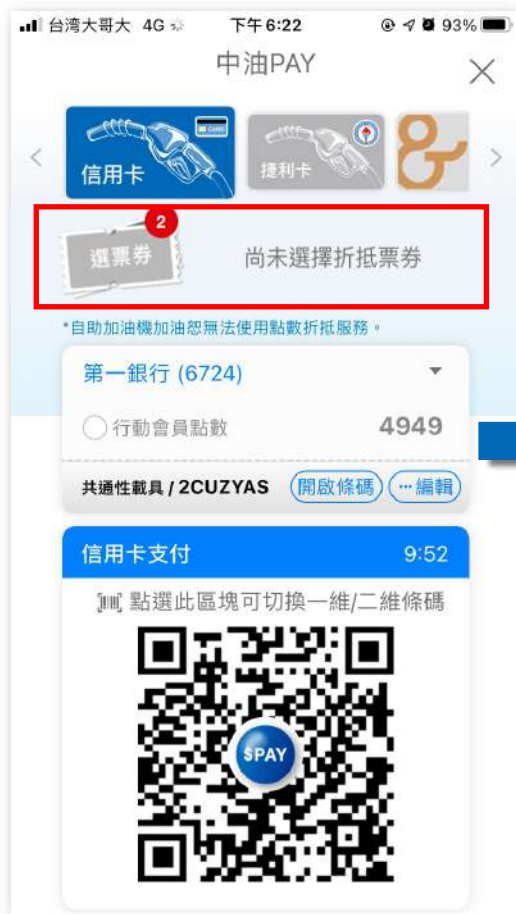 台湾大哥大 4G 下午6:22 93%
中油PAY
信用卡
CARD
捷利卡
&
選票券
2
尚未選擇折抵票券
*自助加油機加油恕無法使用點數折抵服務。
第一銀行 (6724)
行動會員點數 4949
共通性載具 / 2CUZYAS 開啟條碼 ···編輯
信用卡支付 9:52
點選此區塊可切換一維/二維條碼
$PAY